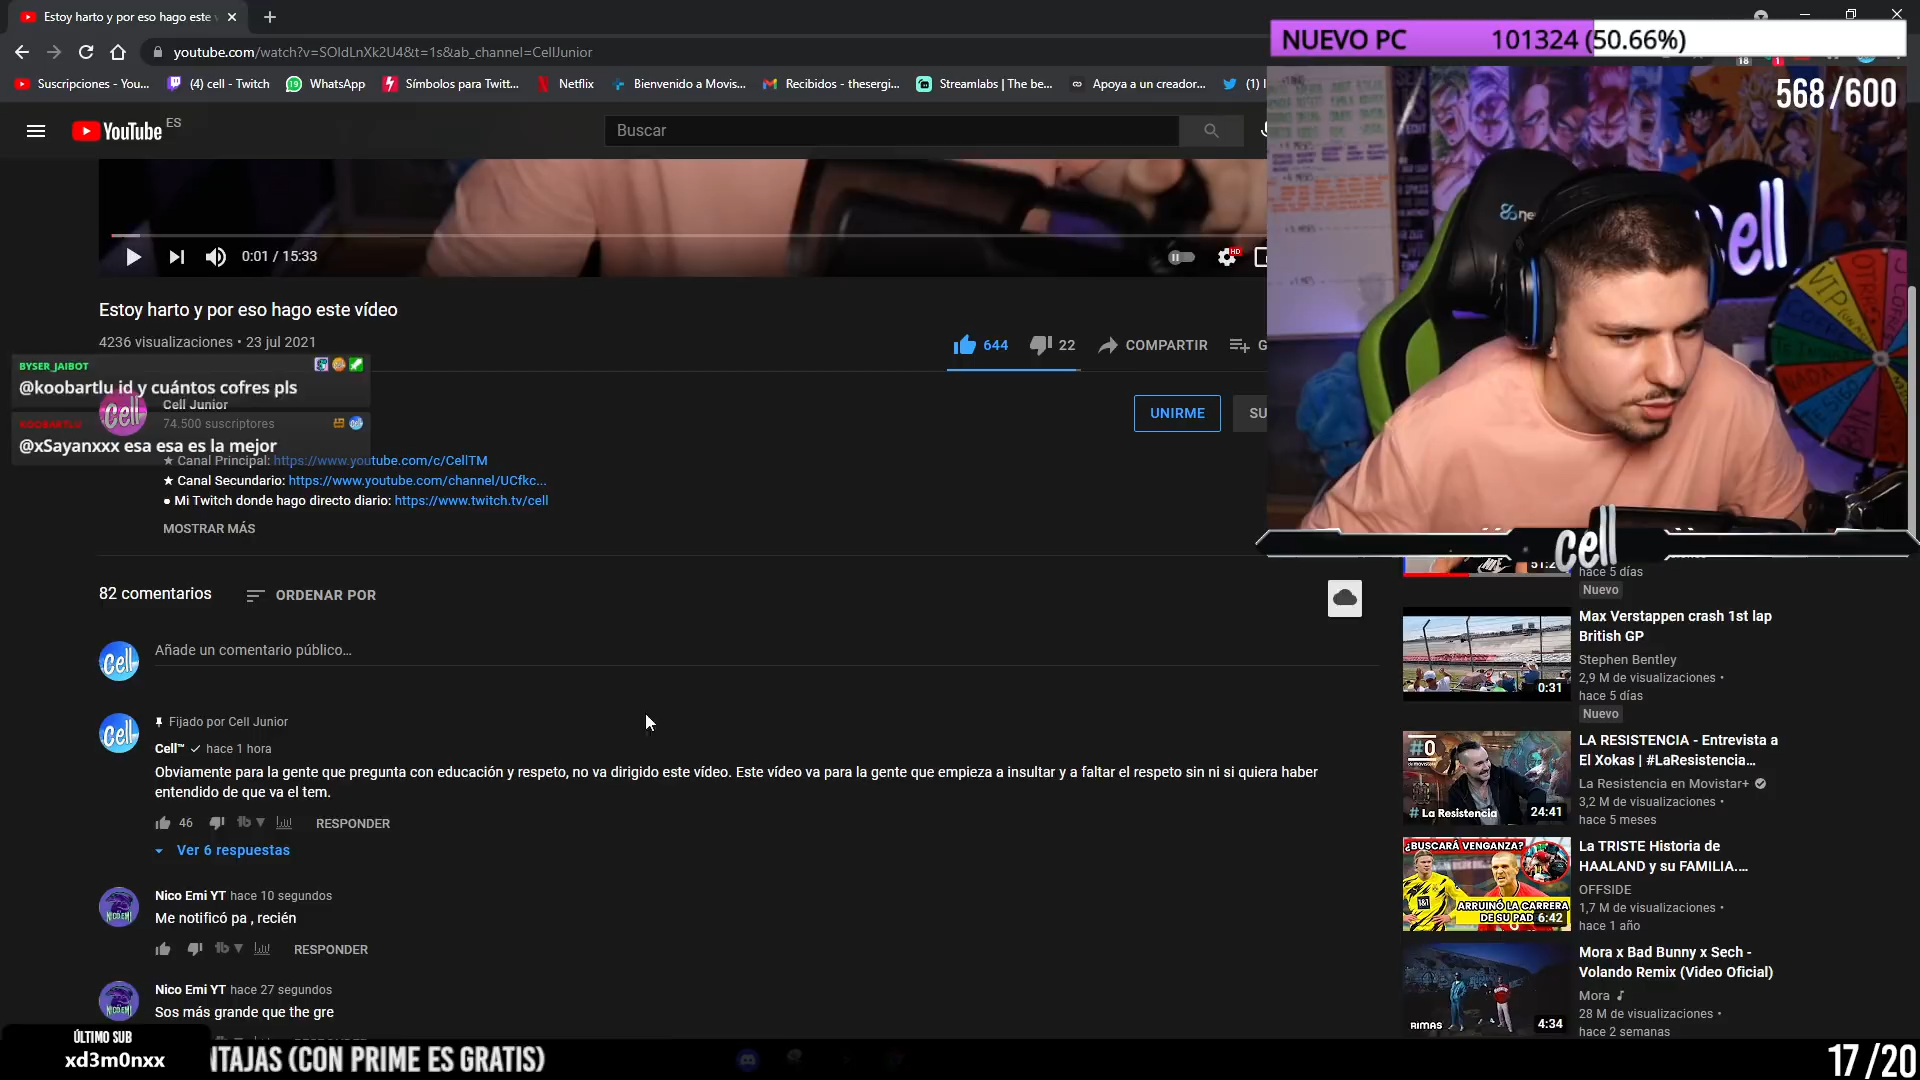 Estoy harto y por eso hago este
youtube.com/watch?v=SOldLnXk2U4&t=1s&ab_channel=CellJunior
Suscripciones - You...
(4) cell - Twitch
WhatsApp
Símbolos para Twitt...
Netflix
Bienvenido a Movis...
Recibidos - thesergi...
Streamlabs | The be...
Apoya a un creador...
(1)
NUEVO PC 101324 (50.66%)
568/600
YouTube ES
Buscar
0:01 / 15:33
HD
Estoy harto y por eso hago este vídeo
4236 visualizaciones • 23 jul 2021
644
22
COMPARTIR
G
BYSER_JAIBOT
@koobartlu id y cuántos cofres pls
Cell Junior
74.500 suscriptores
KOOBARTLU
@xSayanxxx esa esa es la mejor
UNIRME
SU
★ Canal Principal: https://www.youtube.com/c/CellTM
★ Canal Secundario: https://www.youtube.com/channel/UCfkc...
● Mi Twitch donde hago directo diario: https://www.twitch.tv/cell
MOSTRAR MÁS
cell
82 comentarios
ORDENAR POR
Añade un comentario público...
Fijado por Cell Junior
Cell™ hace 1 hora
Obviamente para la gente que pregunta con educación y respeto, no va dirigido este vídeo. Este vídeo va para la gente que empieza a insultar y a faltar el respeto sin ni si quiera haber
entendido de que va el tem.
46
RESPONDER
Ver 6 respuestas
Nico Emi YT hace 10 segundos
Me notificó pa , recién
RESPONDER
Nico Emi YT hace 27 segundos
Sos más grande que the gre
hace 5 días
Nuevo
Max Verstappen crash 1st lap
British GP
Stephen Bentley
2,9 M de visualizaciones •
hace 5 días
Nuevo
0:31
LA RESISTENCIA - Entrevista a
El Xokas | #LaResistencia...
La Resistencia en Movistar+
3,2 M de visualizaciones •
hace 5 meses
#0
# La Resistencia
24:41
La TRISTE Historia de
HAALAND y su FAMILIA....
OFFSIDE
1,7 M de visualizaciones •
hace 1 año
¿BUSCARÁ VENGANZA?
ARRUINÓ LA CARRERA
DE SU PAD
6:42
Mora x Bad Bunny x Sech -
Volando Remix (Video Oficial)
Mora
28 M de visualizaciones •
hace 2 semanas
RIMAS
4:34
ÚLTIMO SUB
xd3m0nxx
NTAJAS (CON PRIME ES GRATIS)
17/20